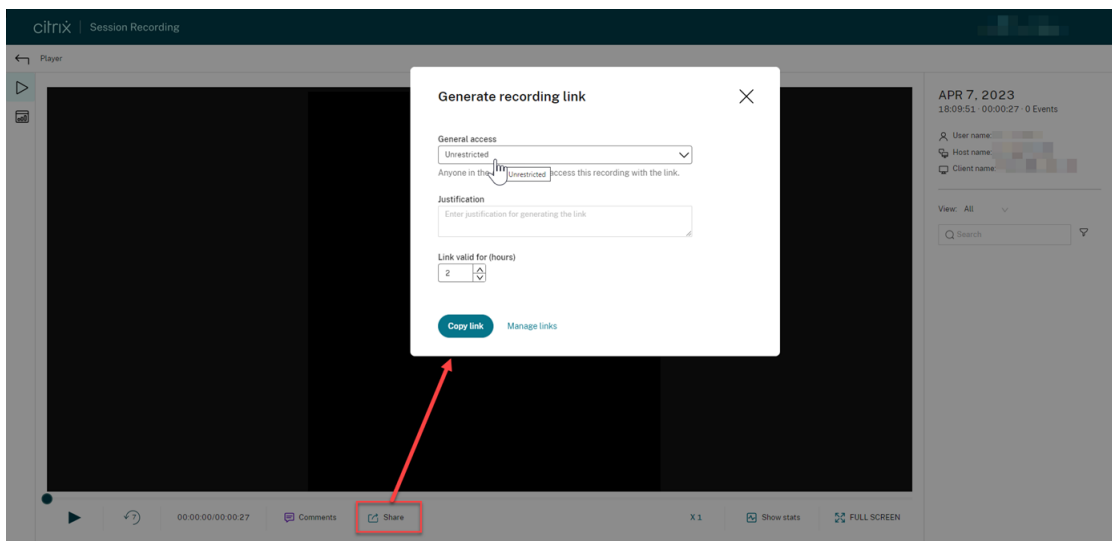 citrix | Session Recording
Player
Generate recording link
General access
Unrestricted
Anyone in the access this recording with the link.
Unrestricted
Justification
Enter justification for generating the link
Link valid for (hours)
2
Copy link
Manage links
APR 7, 2023
18:09:51 · 00:00:27 · 0 Events
User name:
Host name:
Client name:
View: All
Search
00:00:00/00:00:27
Comments
Share
X 1
Show stats
FULL SCREEN